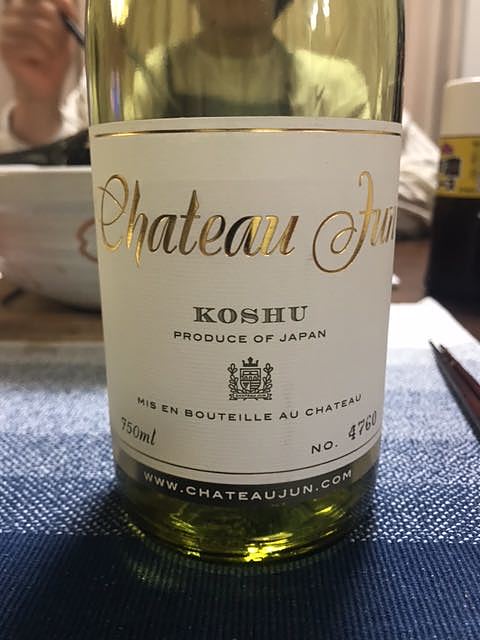 Chateau Jun
KOSHU
PRODUCE OF JAPAN
MIS EN BOUTEILLE AU CHATEAU
750ml
NO. 4760
WWW.CHATEAUJUN.COM